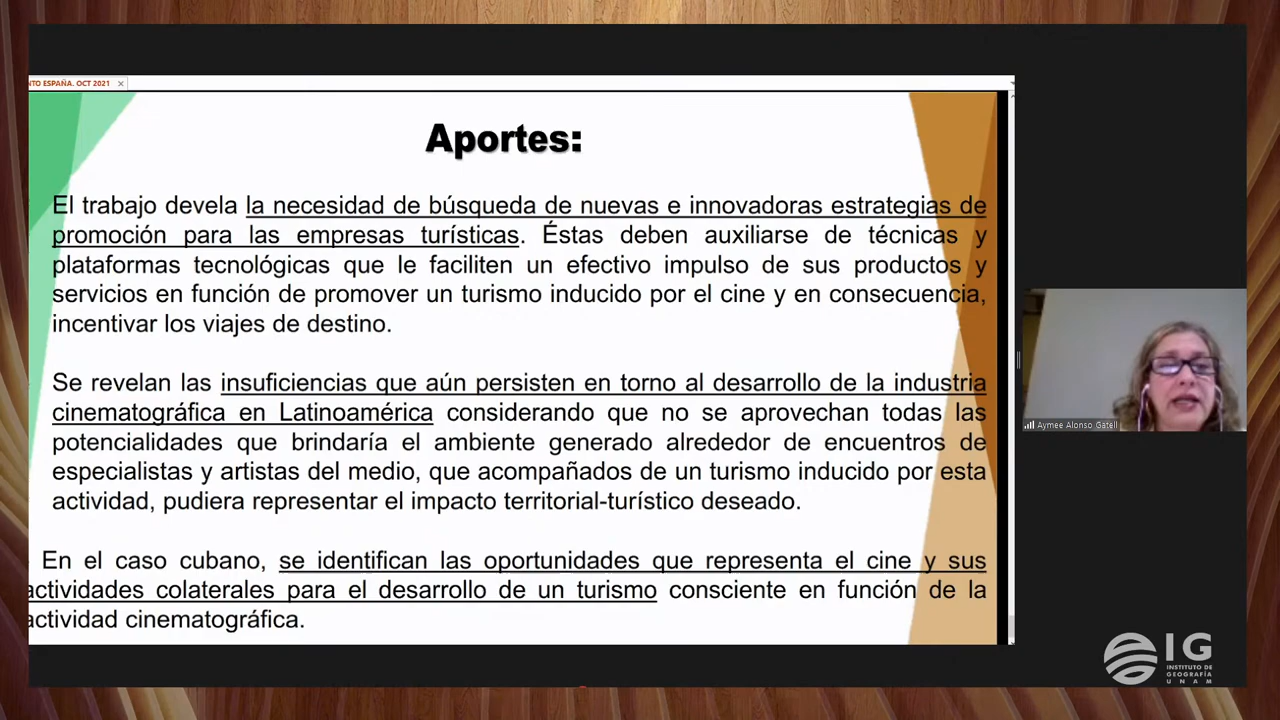 NTO ESPAÑA. OCT 2021
Aportes:
El trabajo devela la necesidad de búsqueda de nuevas e innovadoras estrategias de
promoción para las empresas turísticas. Éstas deben auxiliarse de técnicas y
plataformas tecnológicas que le faciliten un efectivo impulso de sus productos y
servicios en función de promover un turismo inducido por el cine y en consecuencia,
incentivar los viajes de destino.
Se revelan las insuficiencias que aún persisten en torno al desarrollo de la industria
cinematográfica en Latinoamérica considerando que no se aprovechan todas las
potencialidades que brindaría el ambiente generado alrededor de encuentros de
especialistas y artistas del medio, que acompañados de un turismo inducido por esta
actividad, pudiera representar el impacto territorial-turístico deseado.
En el caso cubano, se identifican las oportunidades que representa el cine y sus
actividades colaterales para el desarrollo de un turismo consciente en función de la
actividad cinematográfica.
Aymee Alonso Gatell
IG
INSTITUTO DE
GEOGRAFÍA
UNAM